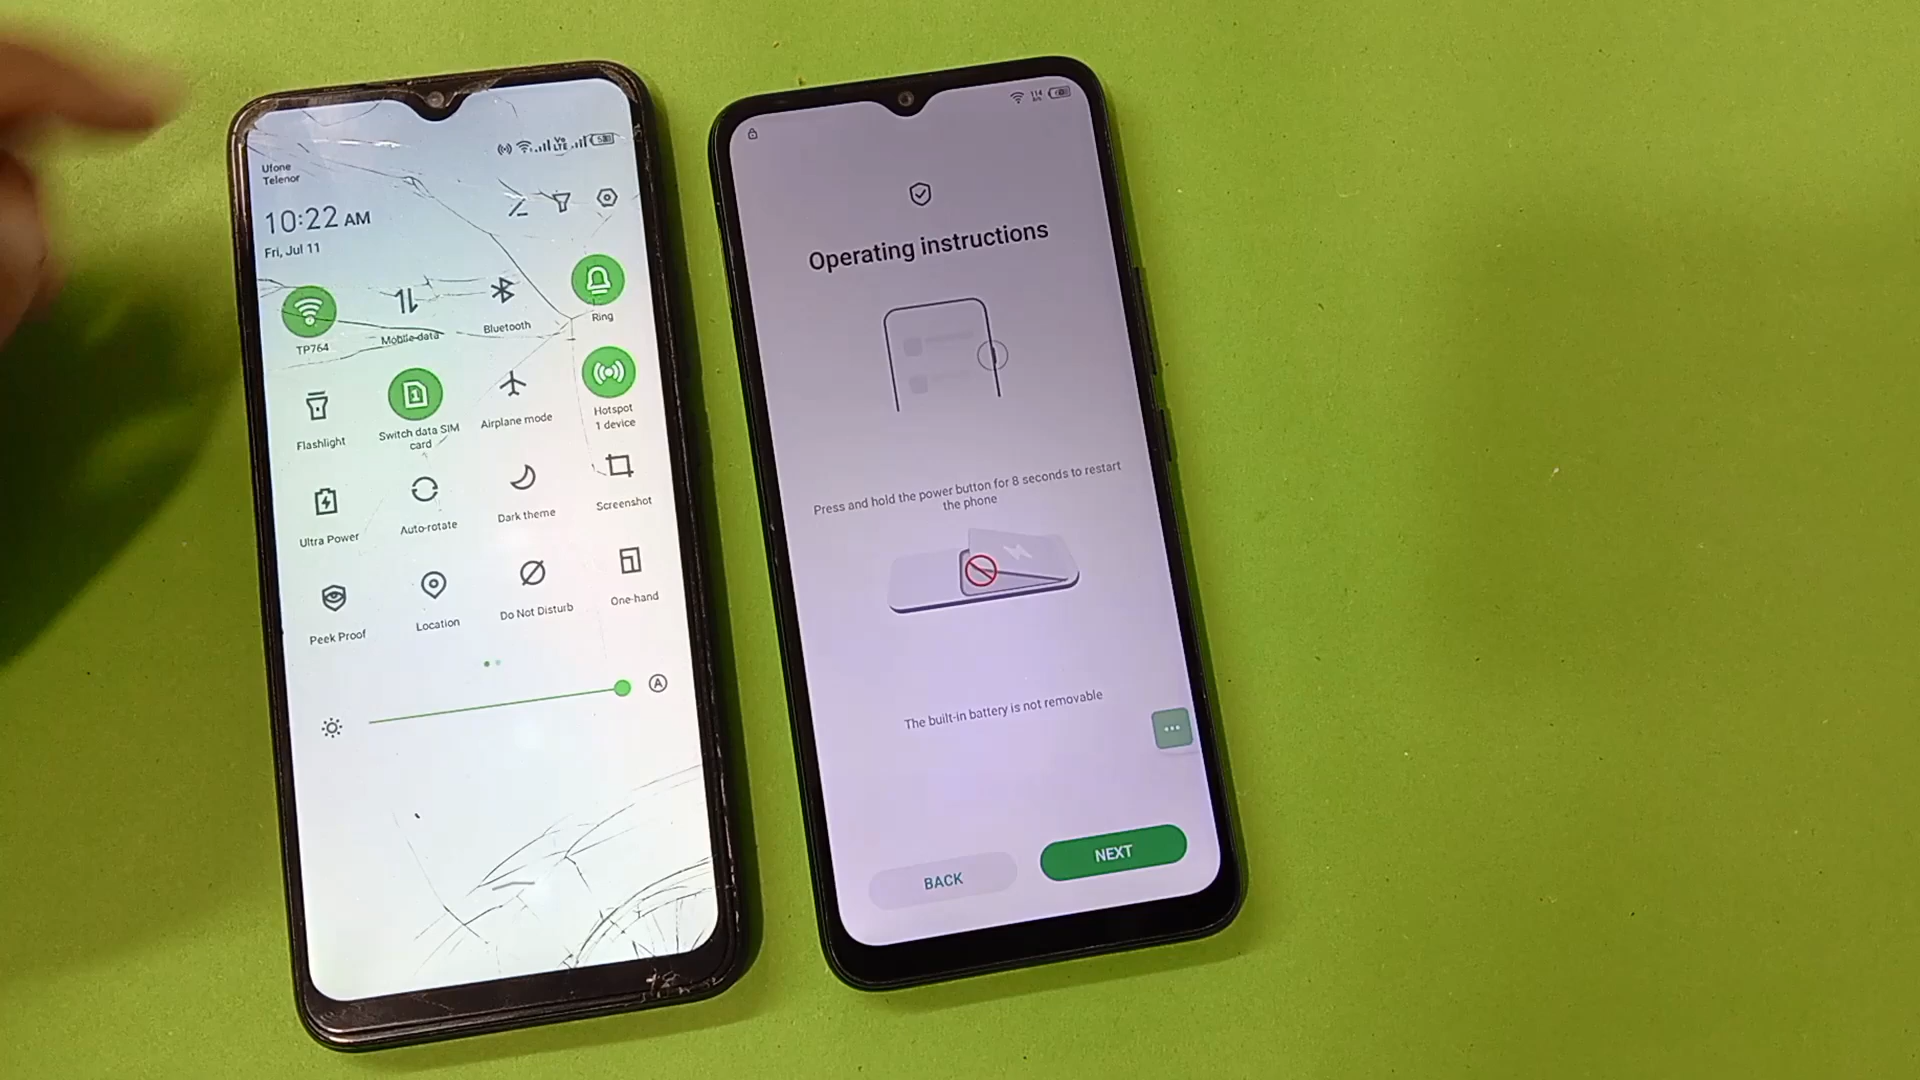 Ufone
Telenor
10:22 AM
Fri, Jul 11
TP764
Mobile data
Bluetooth
Ring
Flashlight
Switch data SIM
card
Airplane mode
Hotspot
1 device
Ultra Power
Auto-rotate
Dark theme
Screenshot
Peek Proof
Location
Do Not Disturb
One-hand
A
Operating instructions
Press and hold the power button for 8 seconds to restart
the phone
The built-in battery is not removable
BACK
NEXT